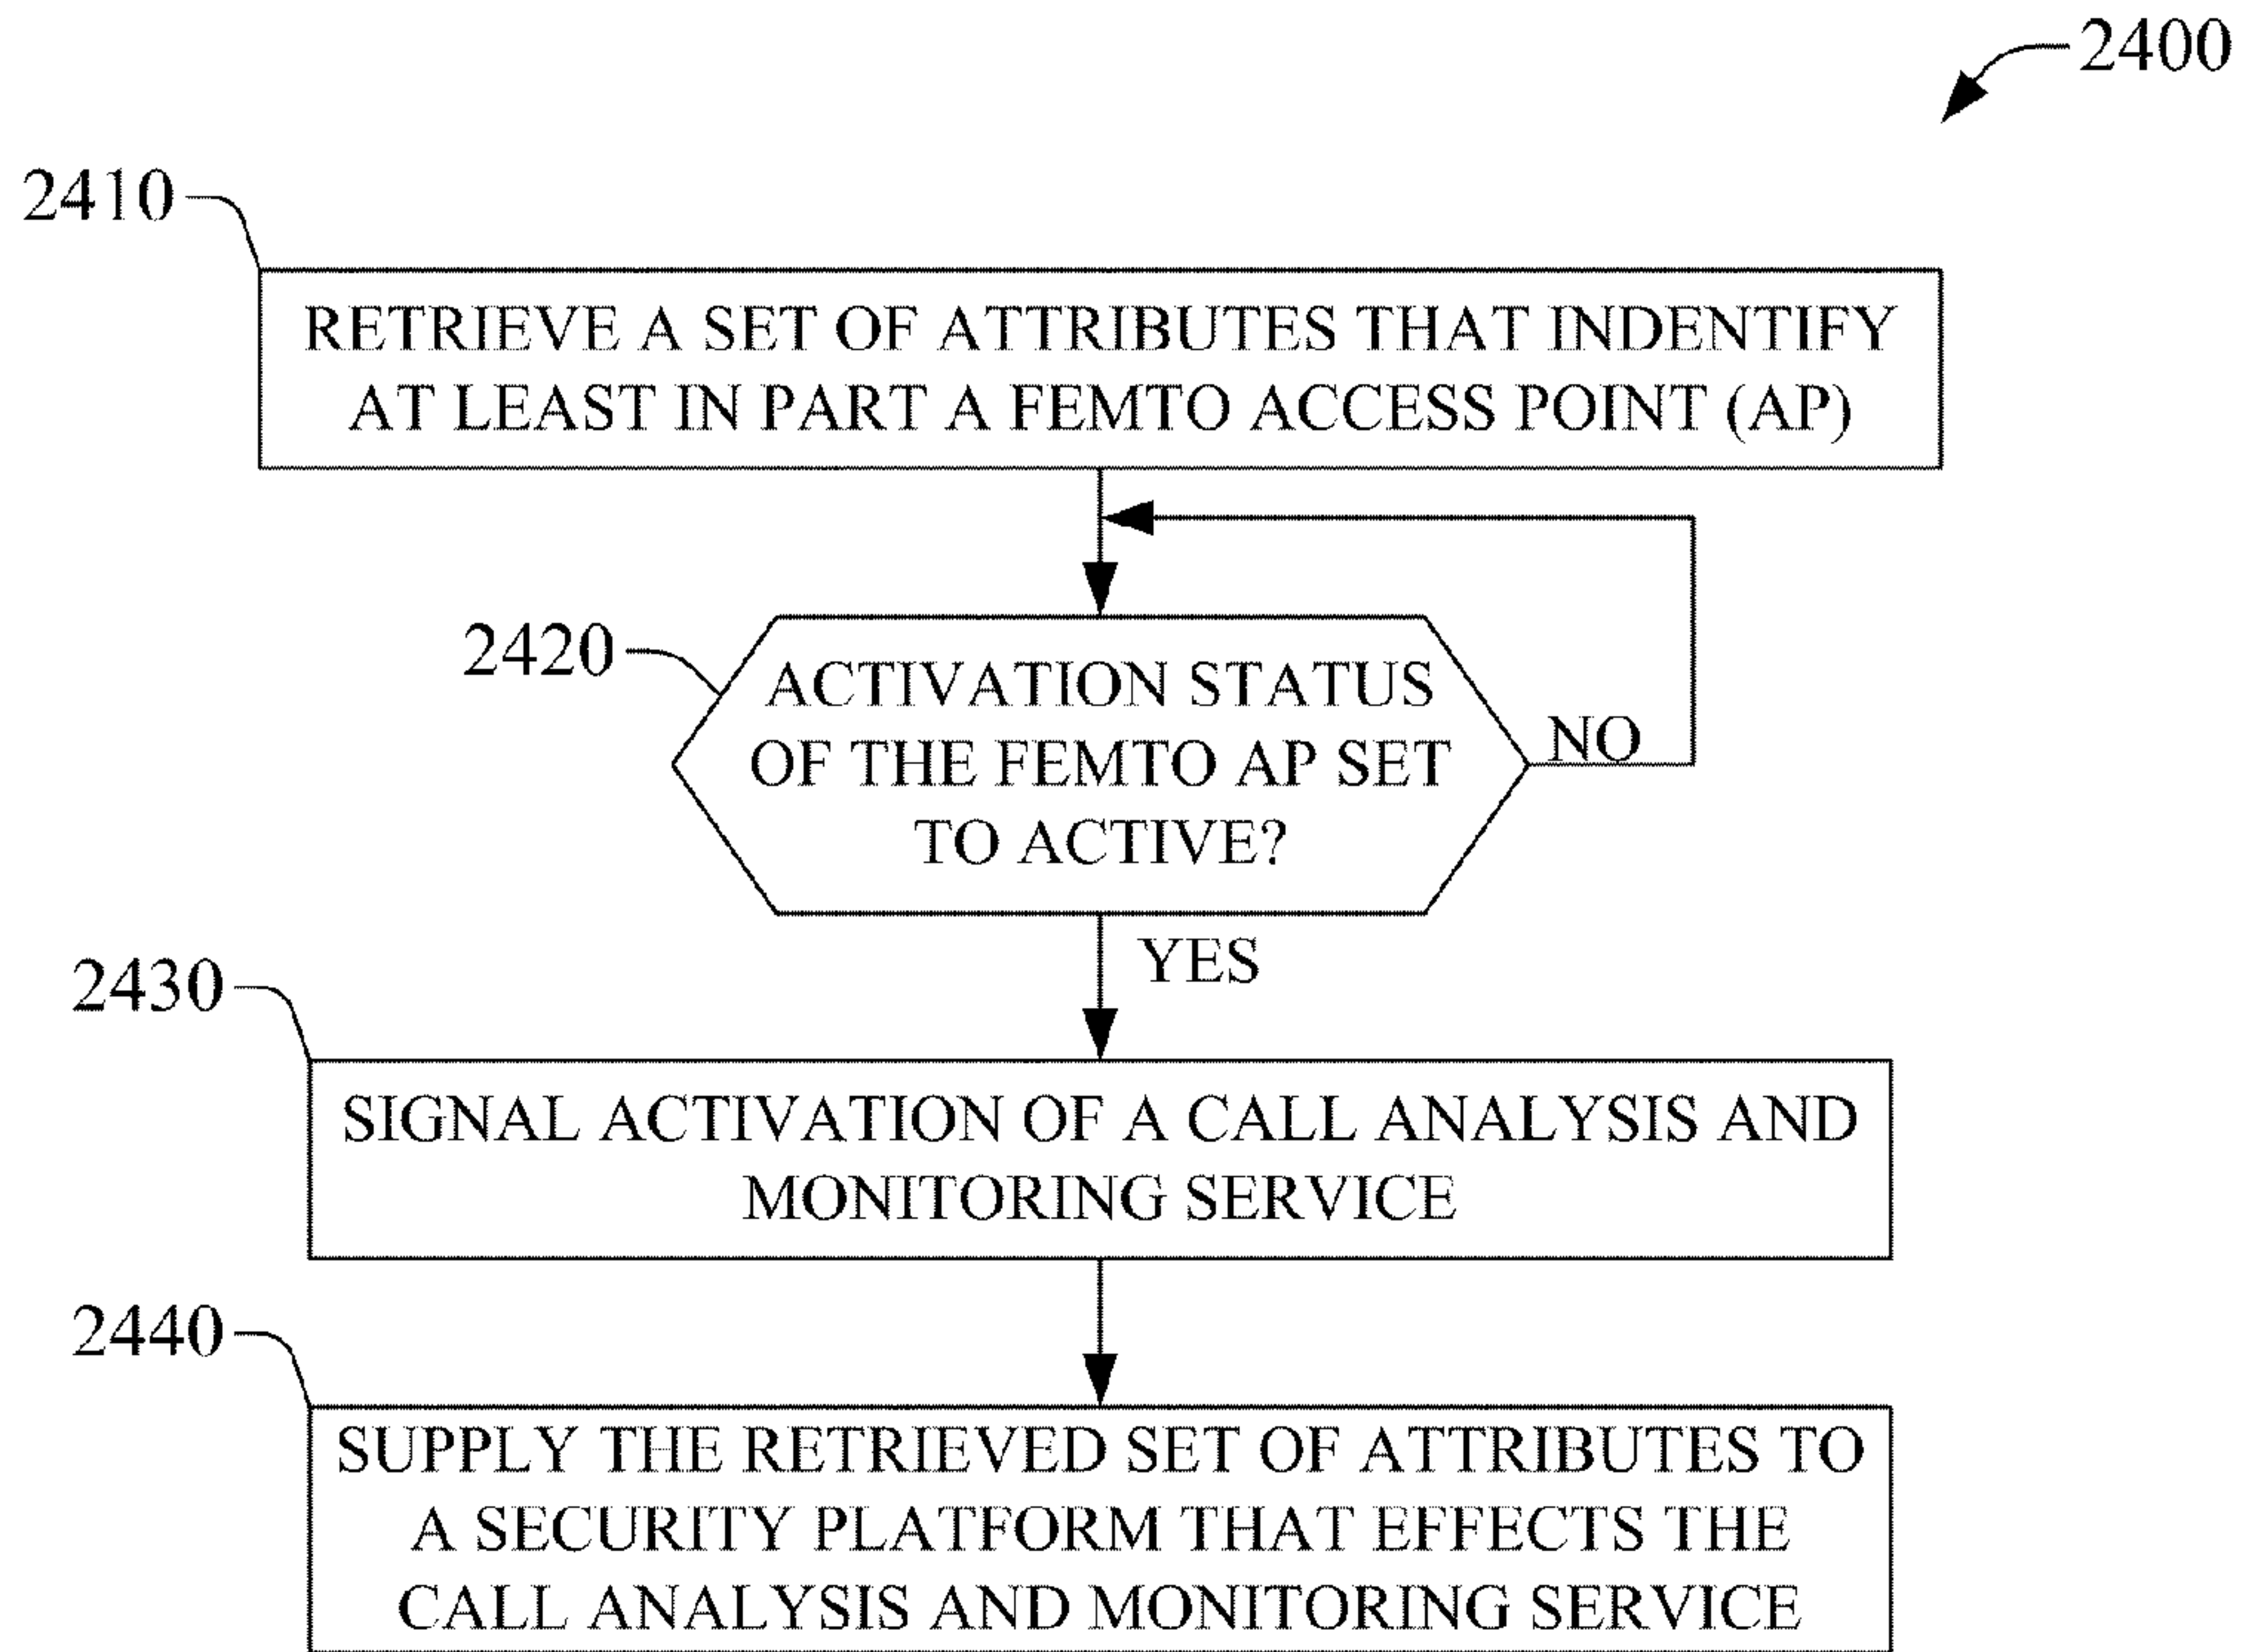 2400
2410
RETRIEVE A SET OF ATTRIBUTES THAT INDENTIFY
AT LEAST IN PART A FEMTO ACCESS POINT (AP)
2420
ACTIVATION STATUS
OF THE FEMTO AP SET
TO ACTIVE?
NO
YES
2430
SIGNAL ACTIVATION OF A CALL ANALYSIS AND
MONITORING SERVICE
2440
SUPPLY THE RETRIEVED SET OF ATTRIBUTES TO
A SECURITY PLATFORM THAT EFFECTS THE
CALL ANALYSIS AND MONITORING SERVICE